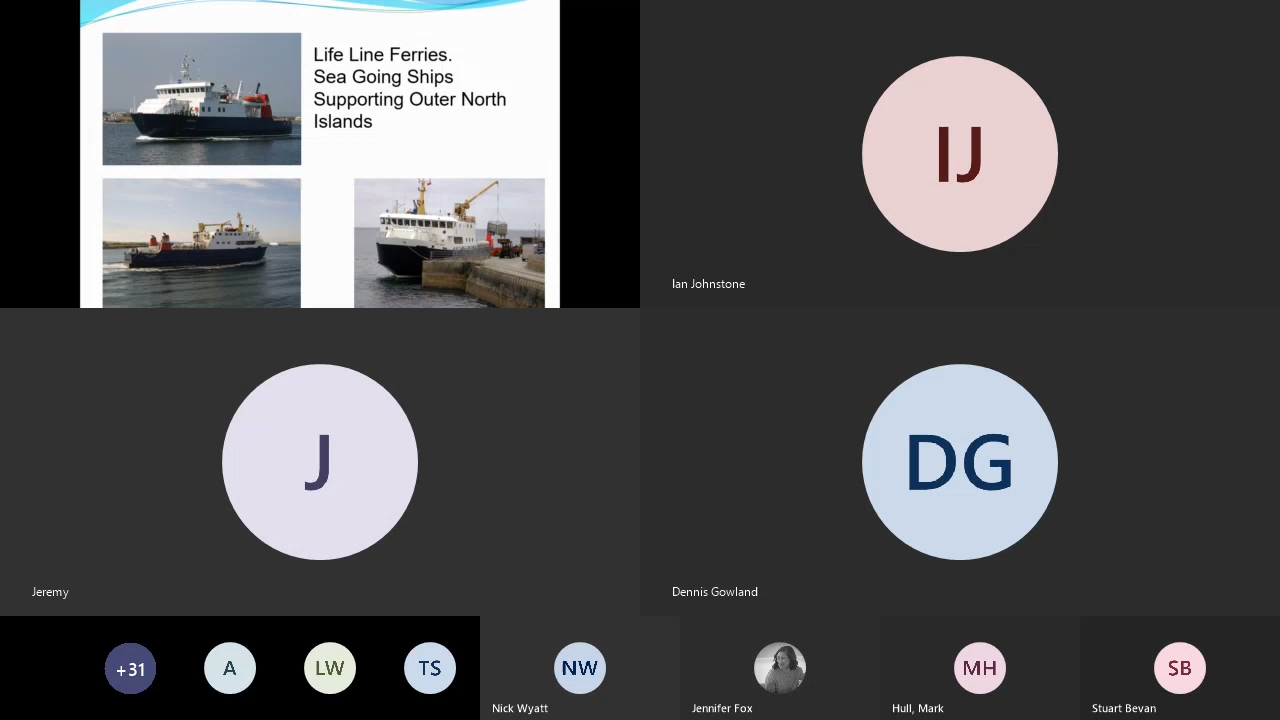 Life Line Ferries.
Sea Going Ships
Supporting Outer North
Islands
IJ
Ian Johnstone
J
Jeremy
DG
Dennis Gowland
+31
A
LW
TS
NW
Nick Wyatt
Jennifer Fox
MH
Hull, Mark
SB
Stuart Bevan